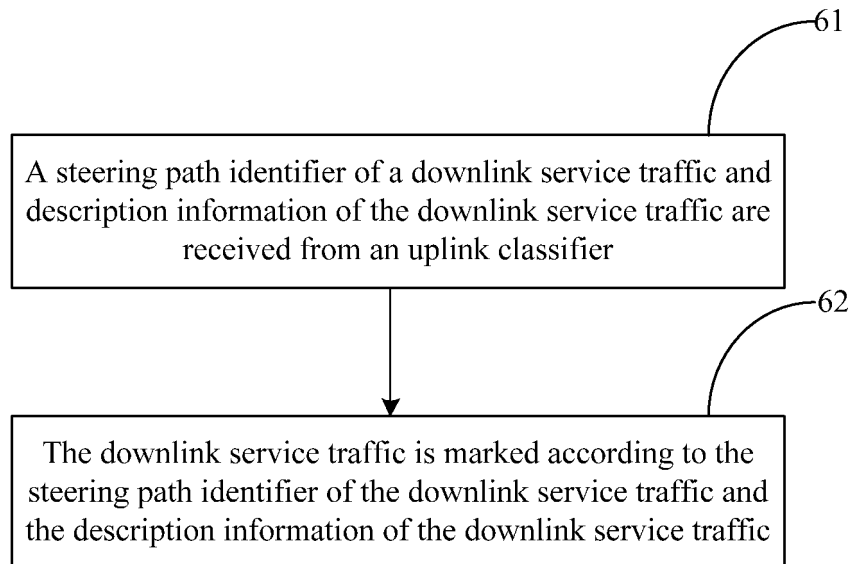 61
A steering path identifier of a downlink service traffic and
description information of the downlink service traffic are
received from an uplink classifier
62
The downlink service traffic is marked according to the
steering path identifier of the downlink service traffic and
the description information of the downlink service traffic